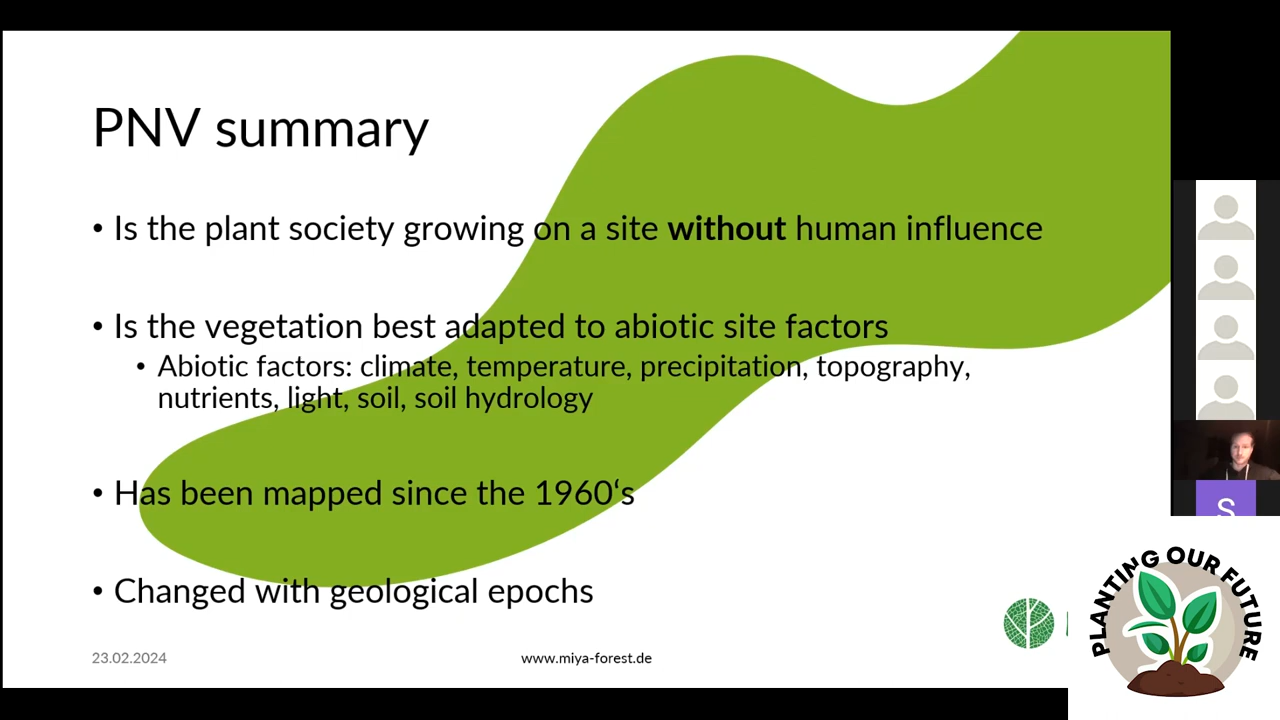 PNV summary
• Is the plant society growing on a site without human influence
• Is the vegetation best adapted to abiotic site factors
• Abiotic factors: climate, temperature, precipitation, topography,
nutrients, light, soil, soil hydrology
• Has been mapped since the 1960‘s
• Changed with geological epochs
23.02.2024
www.miya-forest.de
S
PLANTING OUR FUTURE